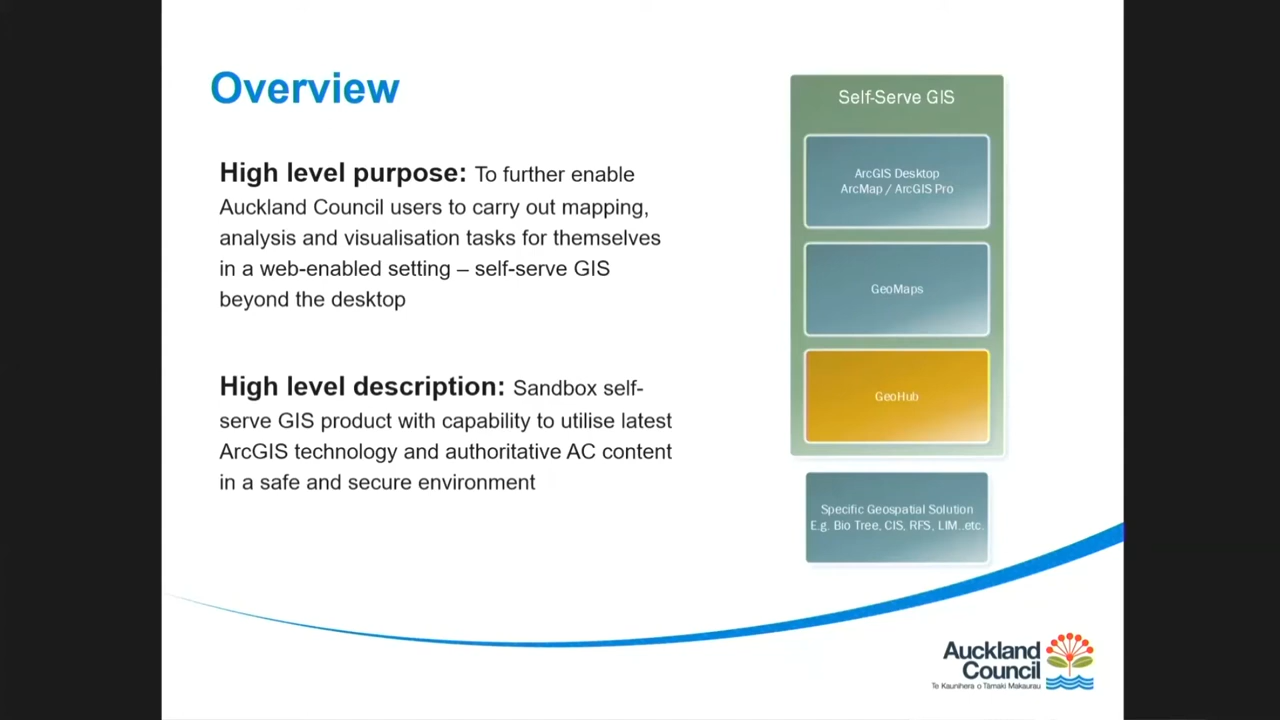 Overview
High level purpose: To further enable
Auckland Council users to carry out mapping,
analysis and visualisation tasks for themselves
in a web-enabled setting – self-serve GIS
beyond the desktop
High level description: Sandbox self-
serve GIS product with capability to utilise latest
ArcGIS technology and authoritative AC content
in a safe and secure environment
Self-Serve GIS
ArcGIS Desktop
ArcMap / ArcGIS Pro
GeoMaps
GeoHub
Specific Geospatial Solution
E.g. Bio Tree, CIS, RFS, LIM..etc.
Auckland
Council
Te Kaunihera o Tāmaki Makaurau